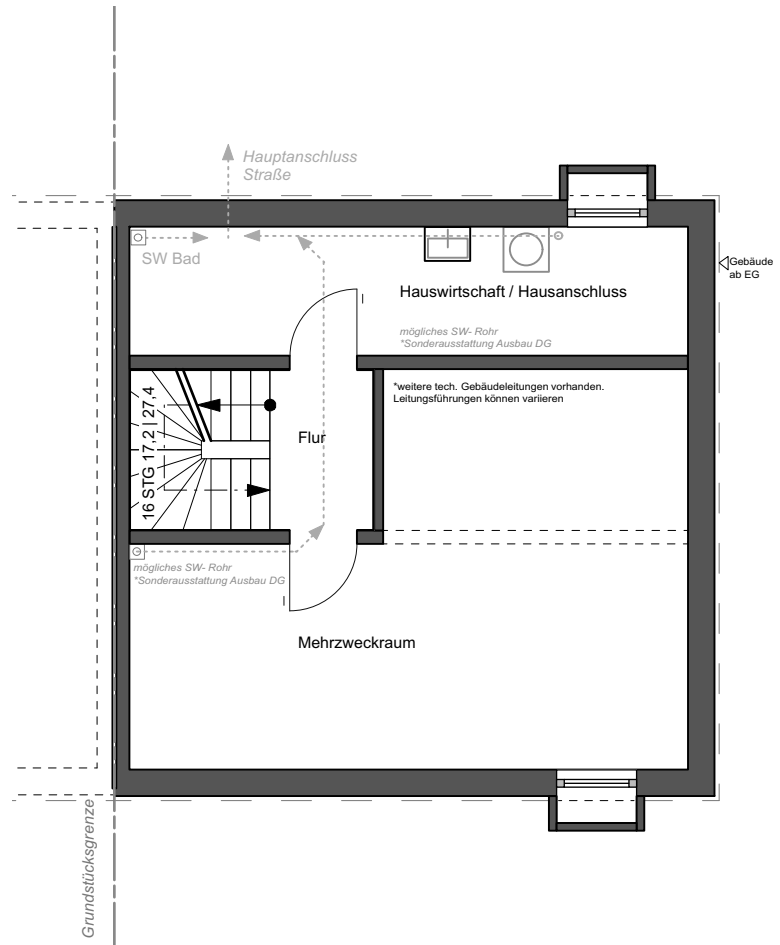 Hauptanschluss
Straße
SW Bad
Gebäude
ab EG
Hauswirtschaft / Hausanschluss
mögliches SW- Rohr
*Sonderausstattung Ausbau DG
*weitere tech. Gebäudeleitungen vorhanden.
Leitungsführungen können variieren
16 STG 17,2 | 27,4
Flur
mögliches SW- Rohr
*Sonderausstattung Ausbau DG
Mehrzweckraum
Grundstücksgrenze